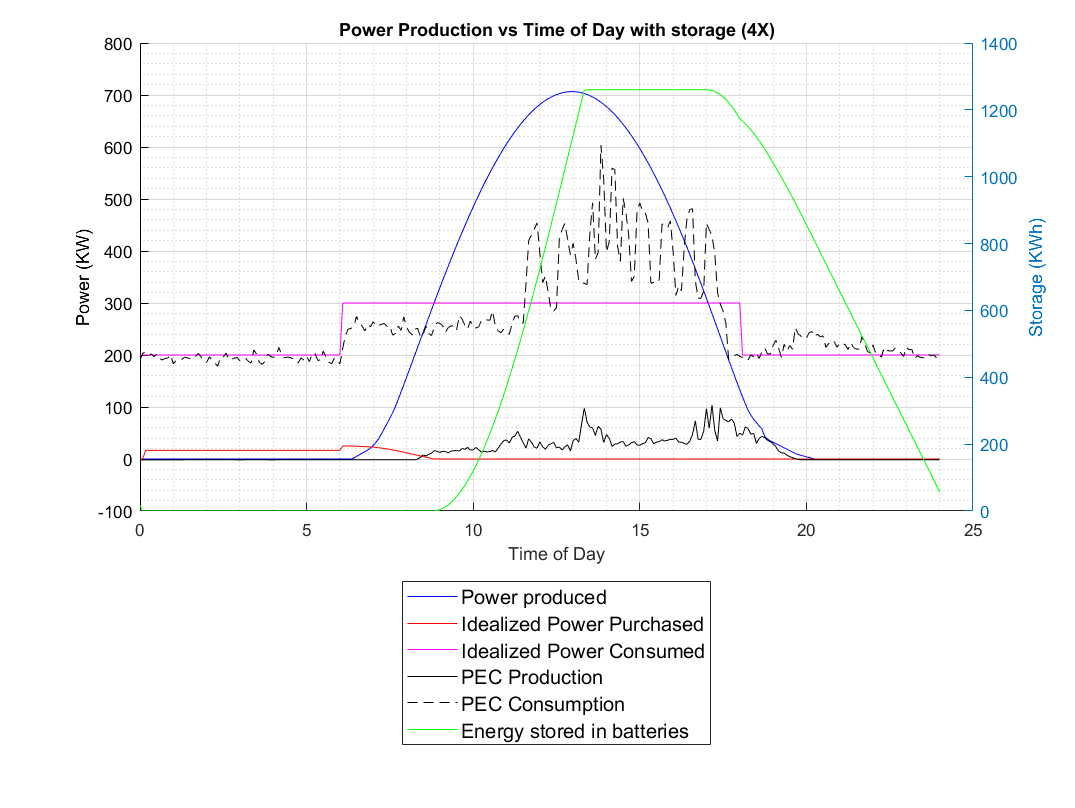 Power Production vs Time of Day with storage (4X)
800
700
600
500
400
300
200
100
0
-100
Power (KW)
1400
1200
1000
800
600
400
200
0
Storage (KWh)
0 5 10 15 20 25
Time of Day
Power produced
Idealized Power Purchased
Idealized Power Consumed
PEC Production
PEC Consumption
Energy stored in batteries